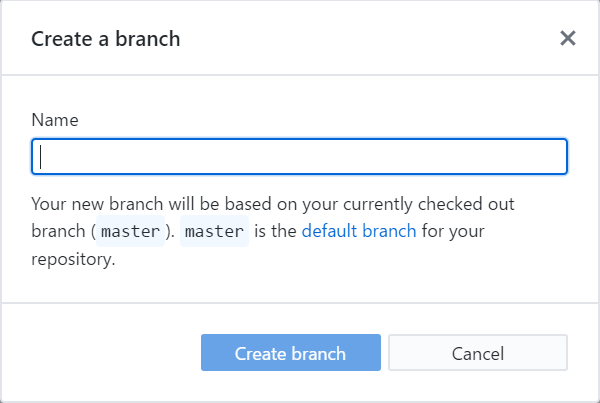 Create a branch
Name
Your new branch will be based on your currently checked out
branch (master). master is the default branch for your
repository.
Create branch
Cancel